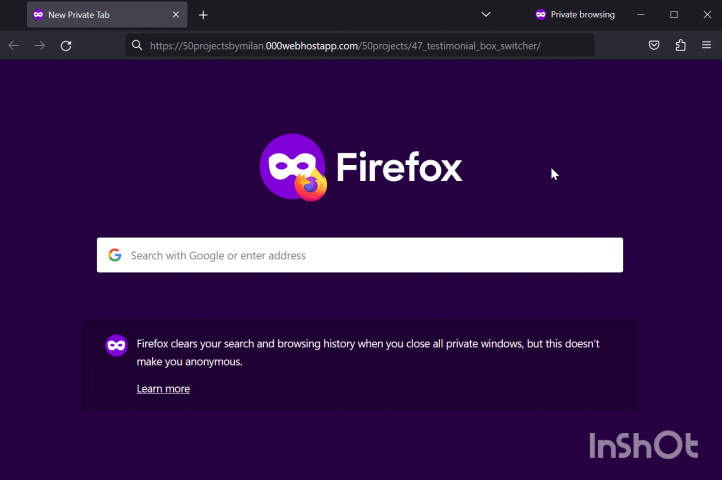 New Private Tab
Private browsing
https://50projectsbymilan.000webhostapp.com/50projects/47_testimonial_box_switcher/
Firefox
Search with Google or enter address
Firefox clears your search and browsing history when you close all private windows, but this doesn't
make you anonymous.
Learn more
InShOt